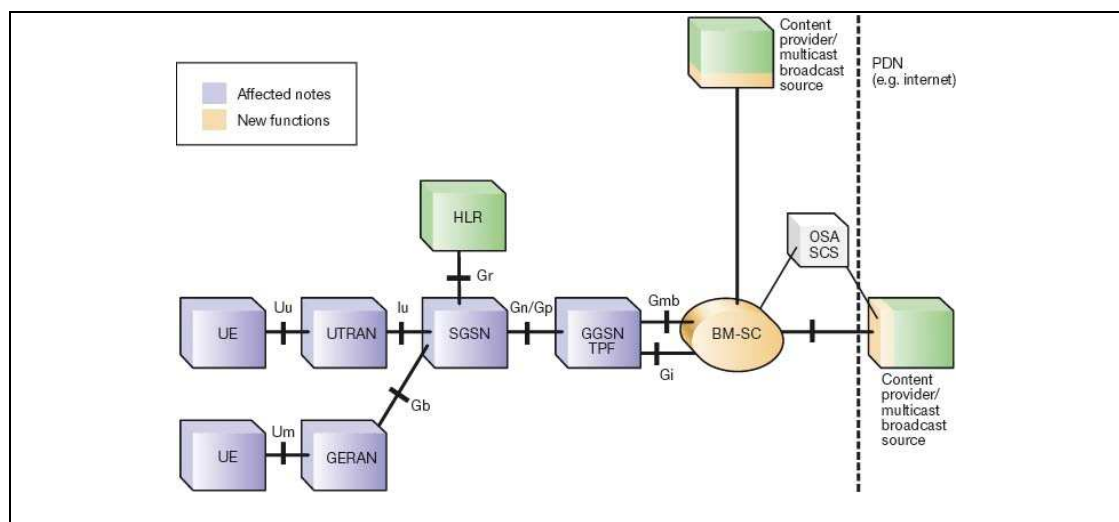 Content
provider/
multicast
broadcast
source
PDN
(e.g. internet)
Affected notes
New functions
HLR
OSA
SCS
Gr
Uu
Iu
Gn/Gp
Gmb
UE
UTRAN
SGSN
GGSN
TPF
BM-SC
Gi
Gb
Content
provider/
multicast
broadcast
source
Um
UE
GERAN